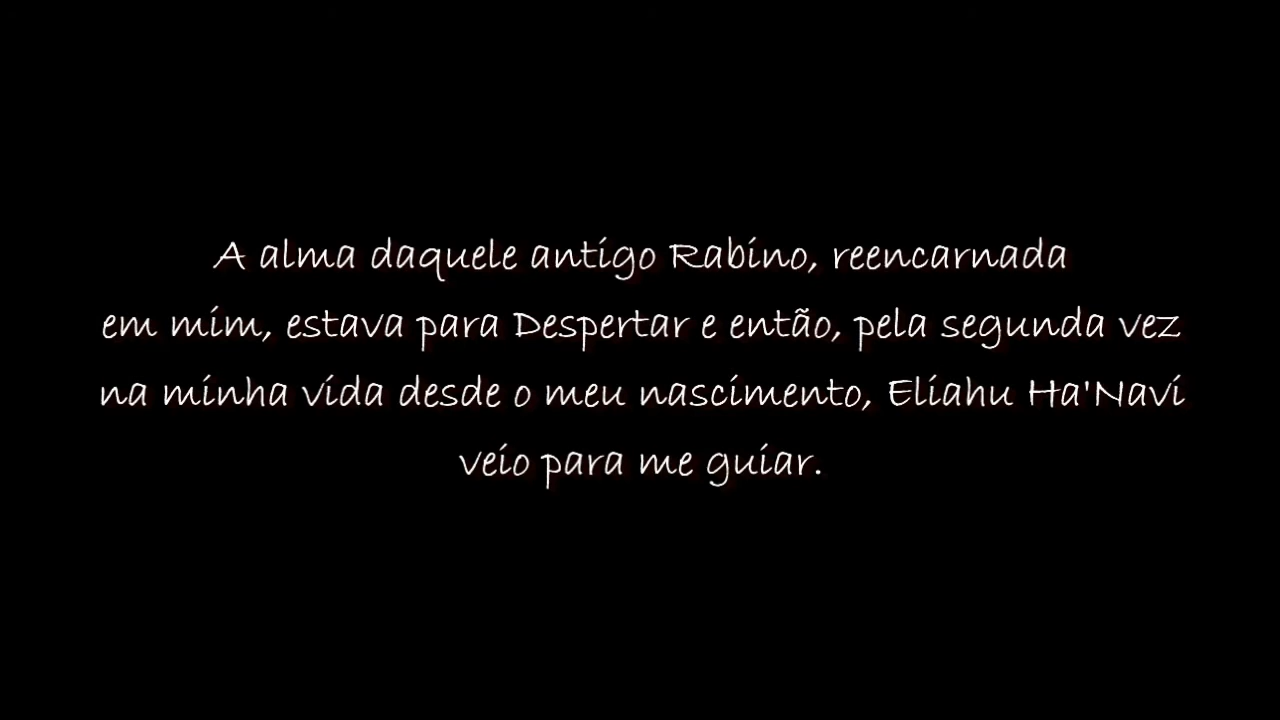 A alma daquele antigo Rabino, reencarnada
em mim, estava para Despertar e então, pela segunda vez
na minha vida desde o meu nascimento, Eliahu Ha'Navi
veio para me guiar.